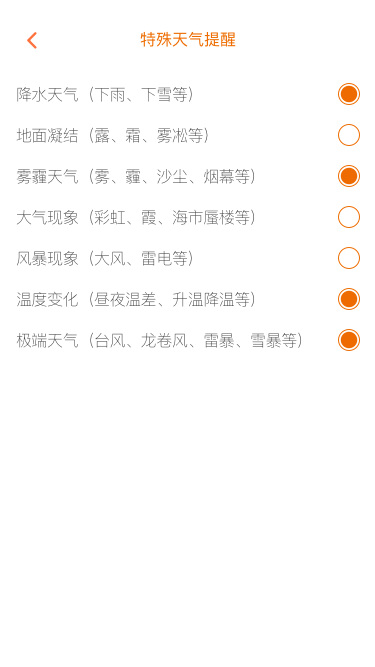 特殊天气提醒
降水天气（下雨、下雪等）
地面凝结（露、霜、雾凇等）
雾霾天气（雾、霾、沙尘、烟幕等）
大气现象（彩虹、霞、海市蜃楼等）
风暴现象（大风、雷电等）
温度变化（昼夜温差、升温降温等）
极端天气（台风、龙卷风、雷暴、雪暴等）